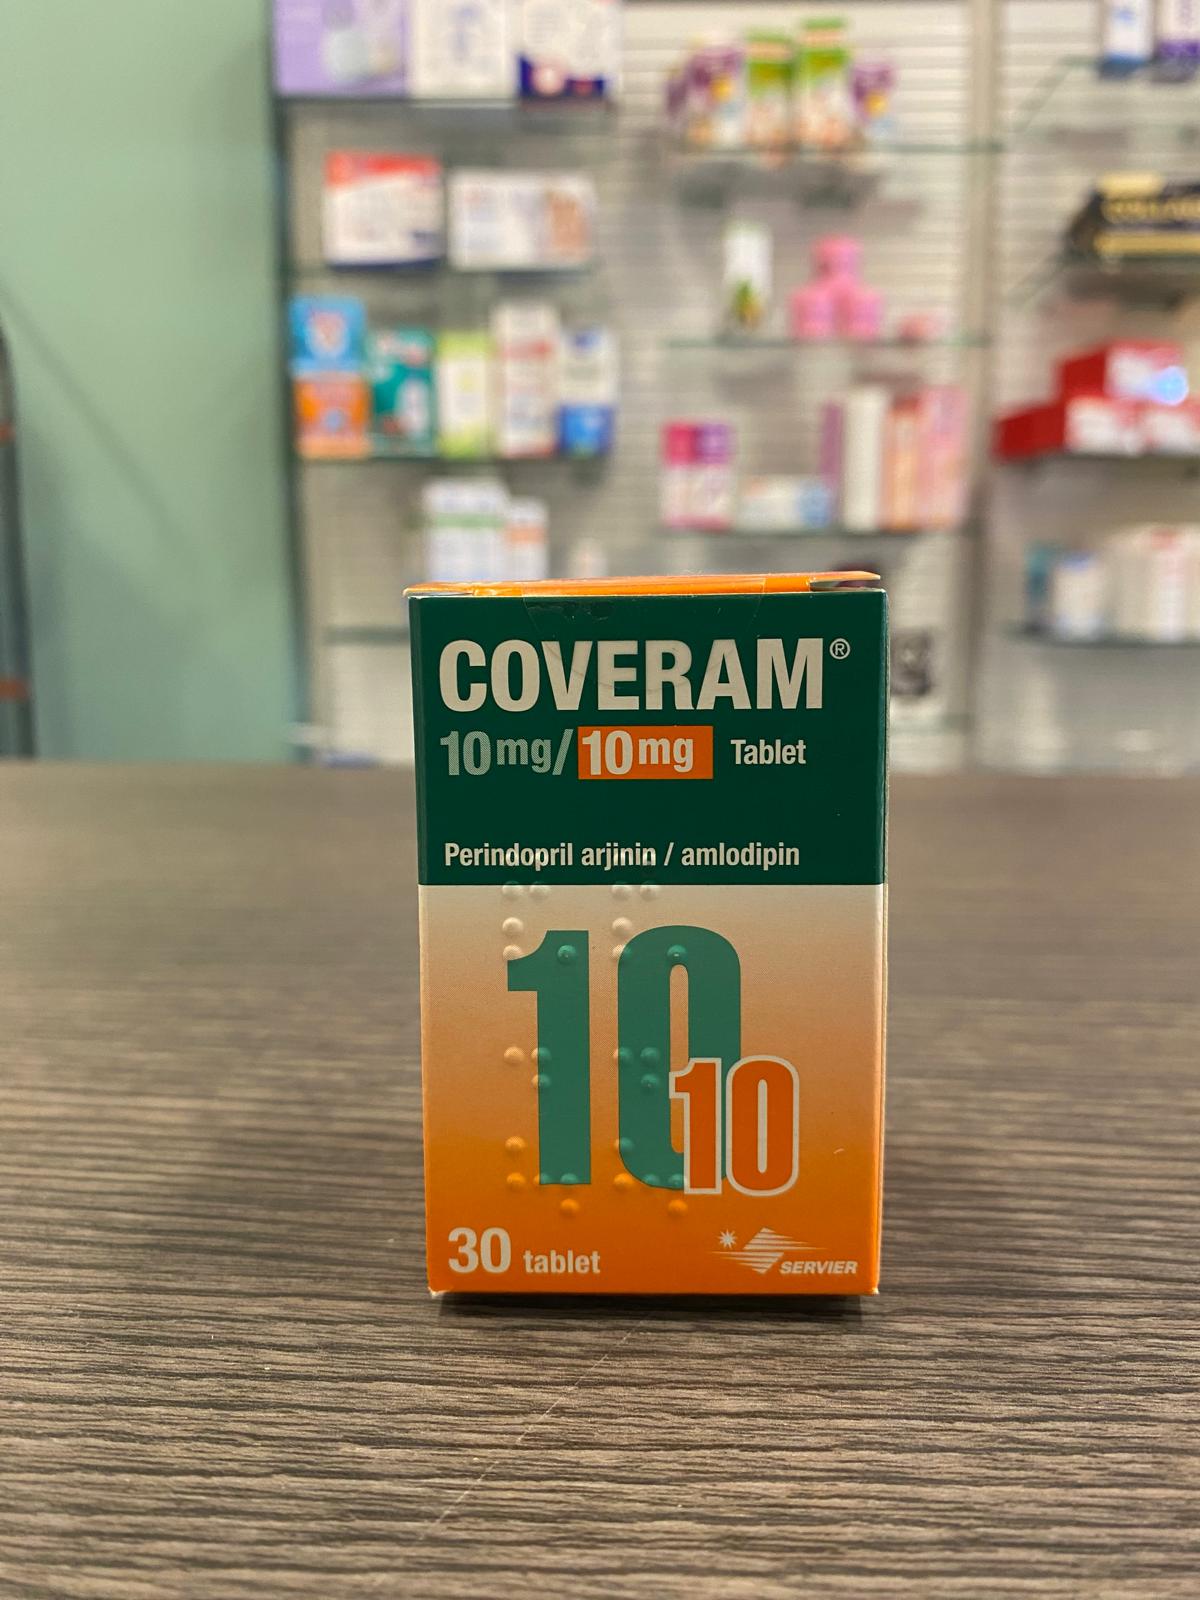 COVERAM®
10mg/10mg Tablet
Perindopril arjinin / amlodipin
10
10
30 tablet
SERVIER